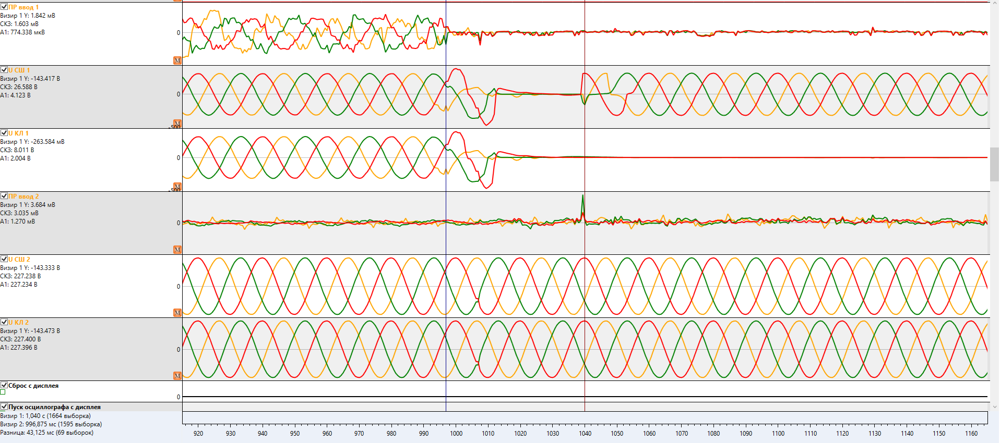 ПР ввод 1
Визир 1 Y: 1.842 мВ
СКЗ: 1.603 мВ
А1: 774.338 мкВ
0
M
U СШ 1
Визир 1 Y: -143.417 В
СКЗ: 26.588 В
А1: 4.123 В
0
M
-500
U КЛ 1
Визир 1 Y: -263.584 мВ
СКЗ: 8.011 В
А1: 2.004 В
0
M
-500
ПР ввод 2
Визир 1 Y: 3.684 мВ
СКЗ: 3.035 мВ
А1: 1.270 мВ
0
M
U СШ 2
Визир 1 Y: -143.333 В
СКЗ: 227.238 В
А1: 227.234 В
0
M
U КЛ 2
Визир 1 Y: -143.473 В
СКЗ: 227.400 В
А1: 227.396 В
0
M
Сброс с дисплея
0
Пуск осциллографа с дисплея
Визир 1: 1,040 с (1664 выборка)
Визир 2: 996,875 мс (1595 выборка)
Разница: 43,125 мс (69 выборок)
920 930 940 950 960 970 980 990 1000 1010 1020 1030 1040 1050 1060 1070 1080 1090 1100 1110 1120 1130 1140 1150 1160